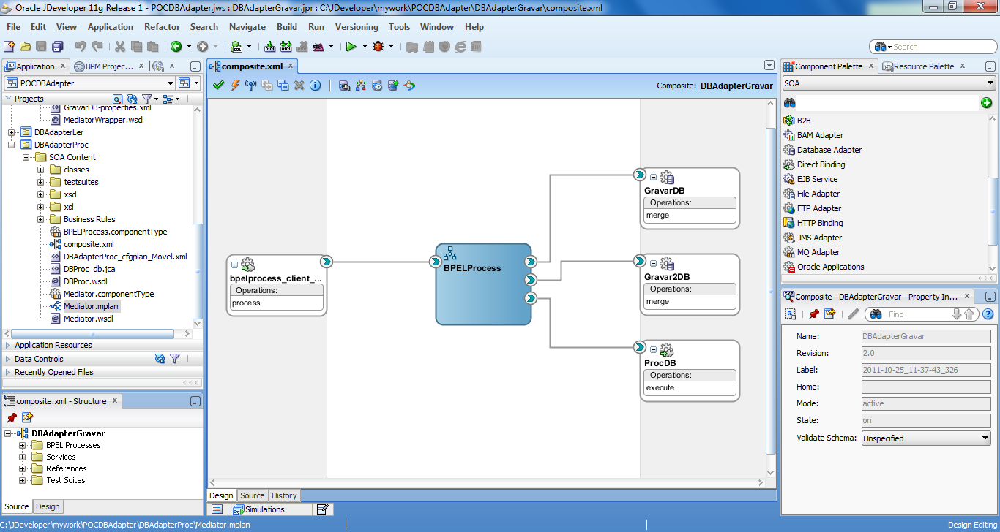 Oracle JDeveloper 11g Release 1 - POCDBAdapter.jws : DBAdapterGravar.jpr : C:\JDeveloper\mywork\POCDBAdapter\DBAdapterGravar\composite.xml
File Edit View Application Refactor Search Navigate Build Run Versioning Tools Window Help
Search
Application
BPM Projec...
POCDBAdapter
Projects
GravarDB-properties.xml
MediatorWrapper.wsdl
DBAdapterLer
DBAdapterProc
SOA Content
classes
testsuites
xsd
xsl
Business Rules
BPELProcess.componentType
composite.xml
DBAdapterProc_cfgplan_Movel.xml
DBProc_db.jca
DBProc.wsdl
Mediator.componentType
Mediator.mplan
Mediator.wsdl
Application Resources
Data Controls
Recently Opened Files
composite.xml - Structure
DBAdapterGravar
BPEL Processes
Services
References
Test Suites
Source Design
composite.xml
Composite: DBAdapterGravar
bpelprocess_client_...
Operations:
process
BPELProcess
GravarDB
Operations:
merge
Gravar2DB
Operations:
merge
ProcDB
Operations:
execute
Design Source History
Simulations
Component Palette
Resource Palette
SOA
B2B
BAM Adapter
Database Adapter
Direct Binding
EJB Service
File Adapter
FTP Adapter
HTTP Binding
JMS Adapter
MQ Adapter
Oracle Applications
Composite - DBAdapterGravar - Property In...
Find
Name: DBAdapterGravar
Revision: 2.0
Label: 2011-10-25_11-37-43_326
Home:
Mode: active
State: on
Validate Schema: Unspecified
C:\JDeveloper\mywork\POCDBAdapter\DBAdapterProc\Mediator.mplan
Design Editing